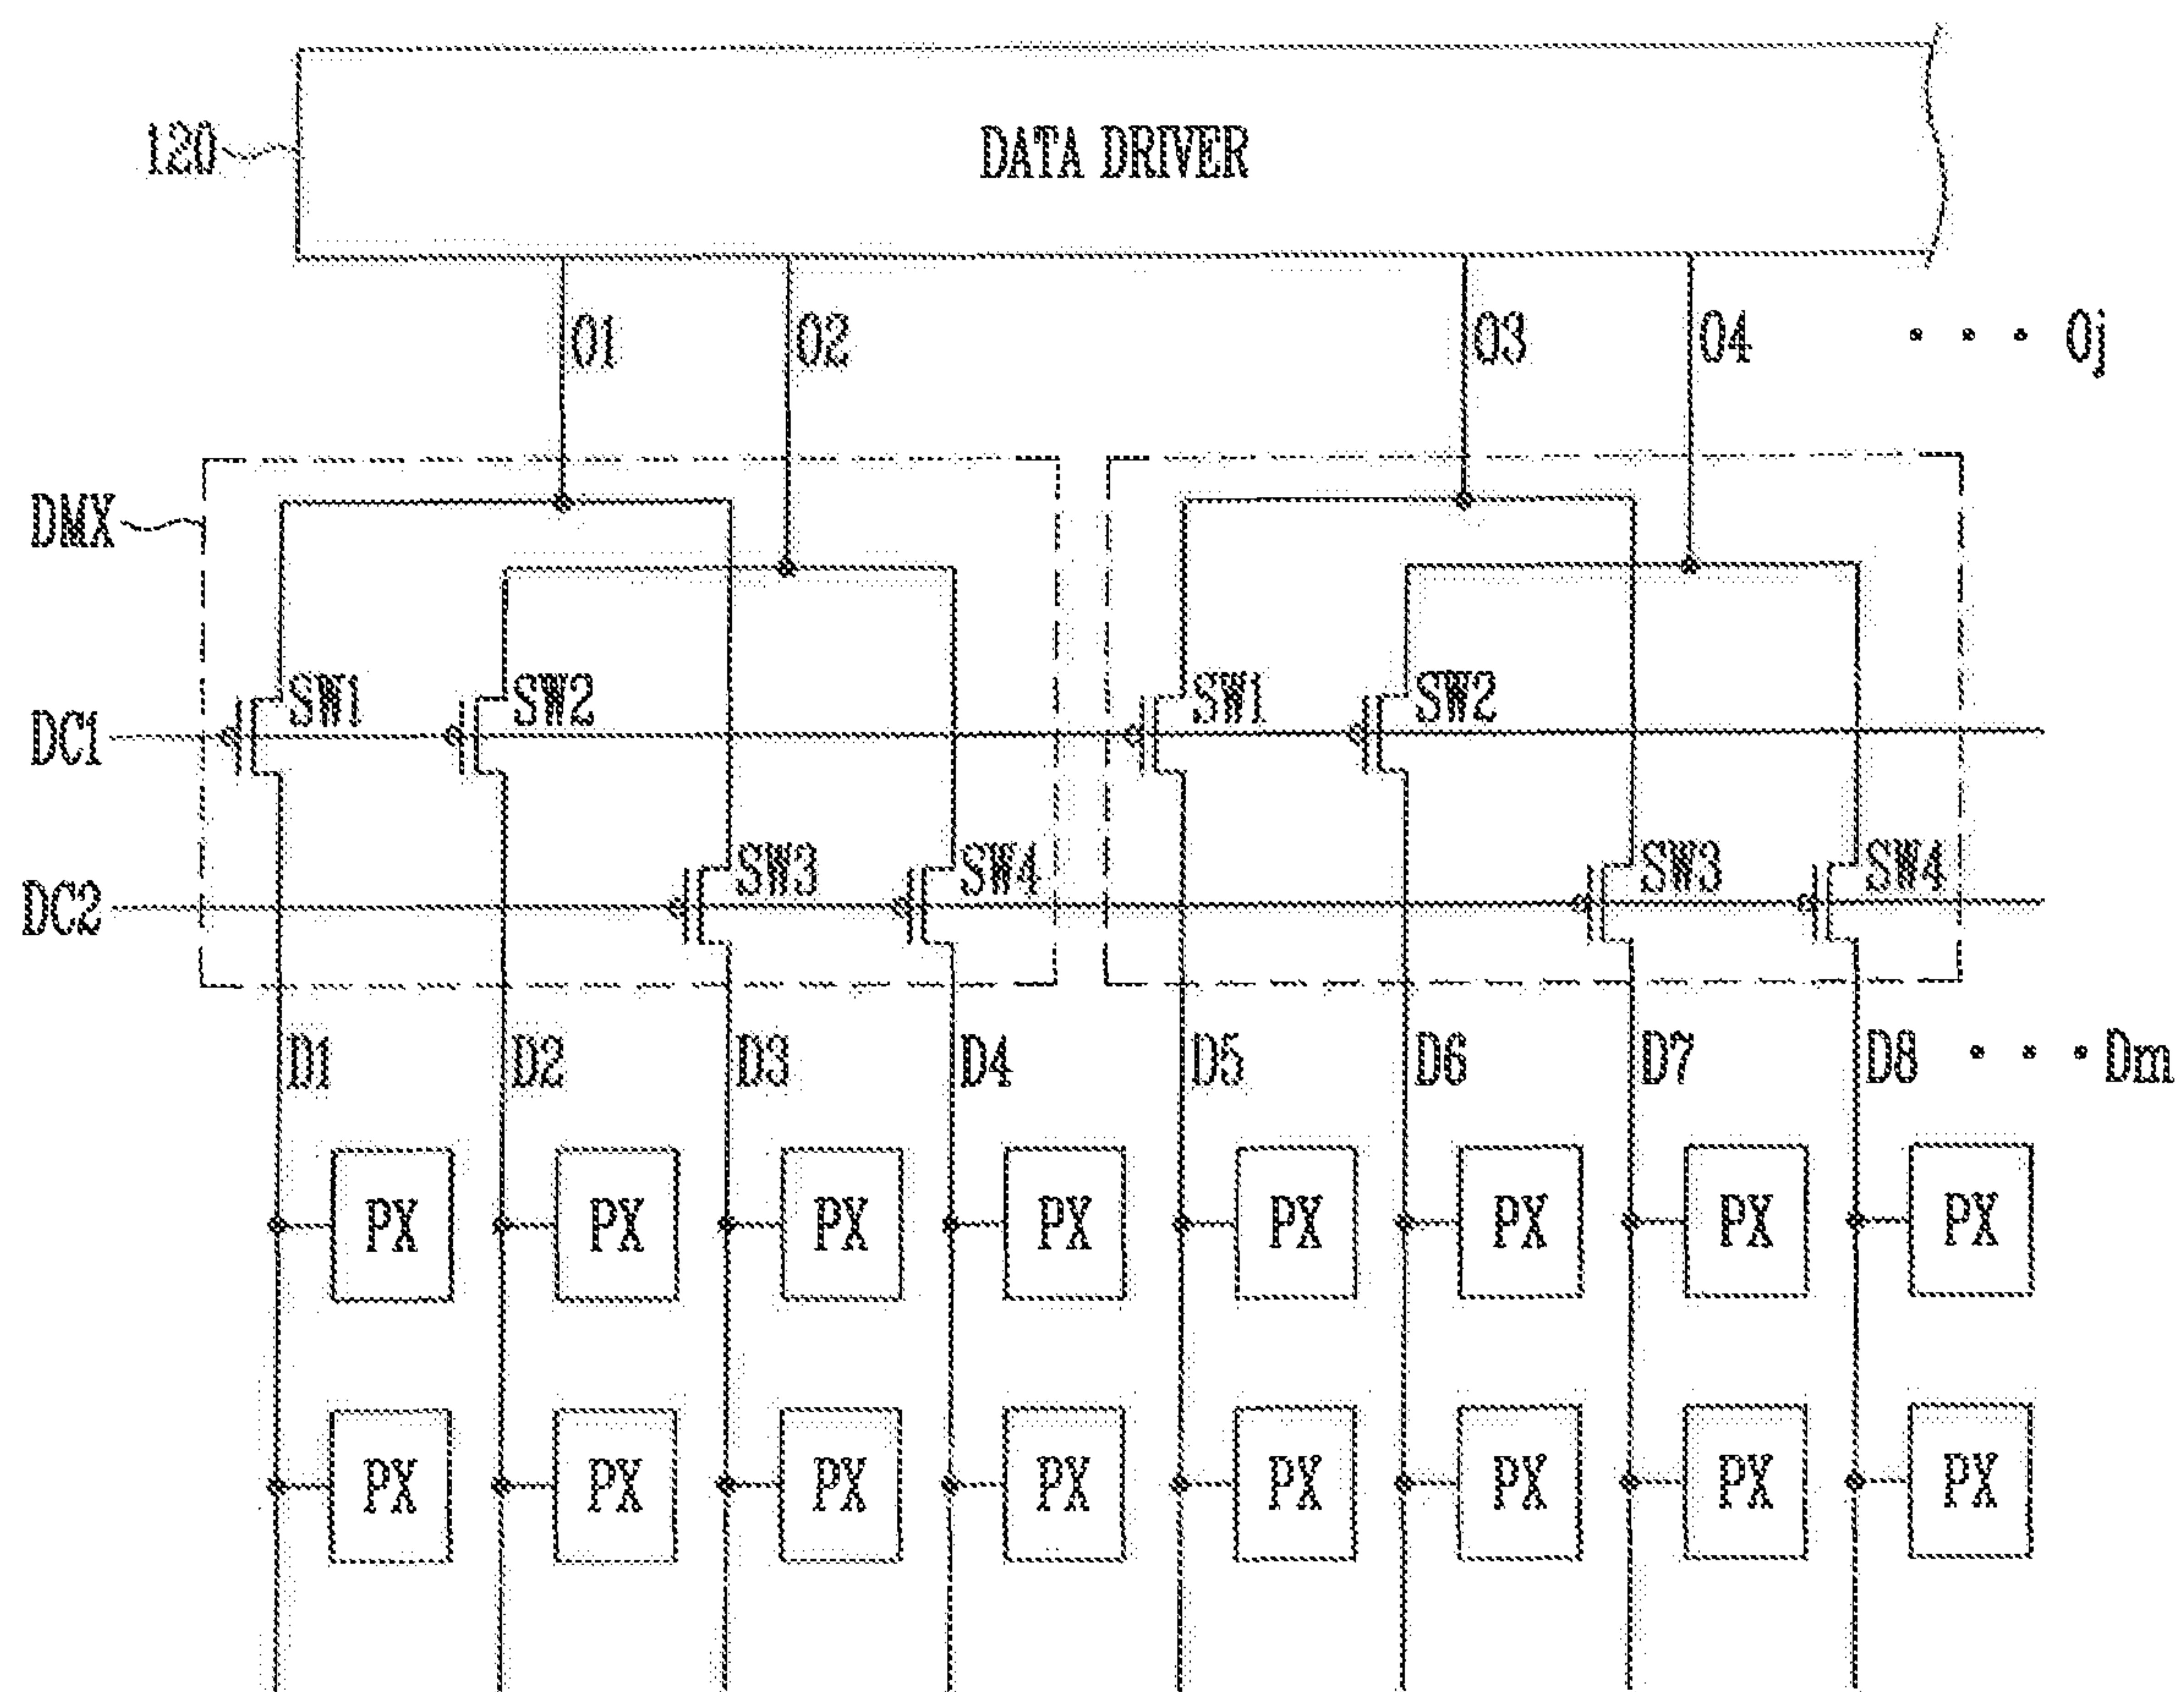 120
DATA DRIVER
O1 O2 O3 O4 · · · Oj
DMX
SW1 SW2 SW1 SW2
DC1
SW3 SW4 SW3 SW4
DC2
D1 D2 D3 D4 D5 D6 D7 D8 · · · Dm
PX PX PX PX PX PX PX PX
PX PX PX PX PX PX PX PX